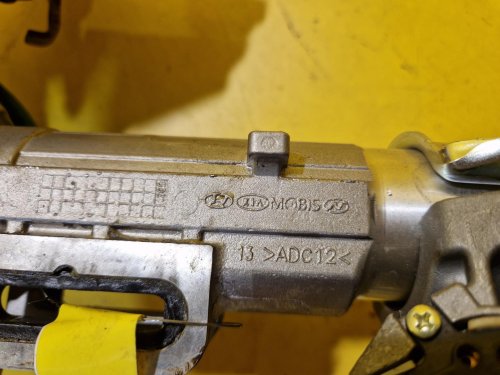 KIA MOBIS
13 >ADC12<